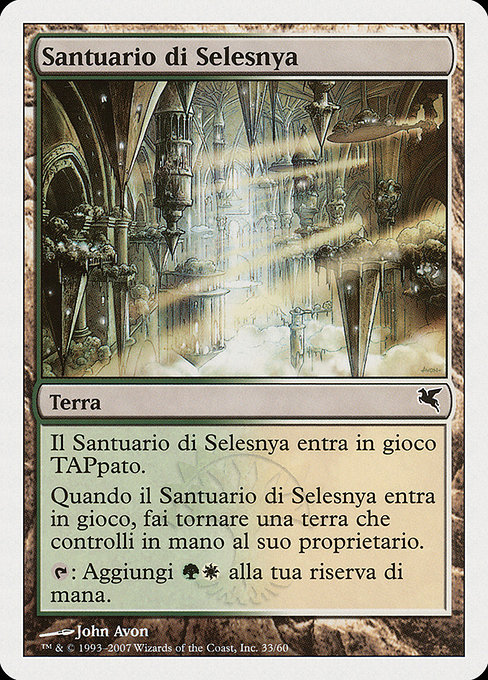 Santuario di Selesnya
AVON
Terra
Il Santuario di Selesnya entra in gioco
TAPpato.
Quando il Santuario di Selesnya entra
in gioco, fai tornare una terra che
controlli in mano al suo proprietario.
: Aggiungi alla tua riserva di
mana.
John Avon
™ & © 1993–2007 Wizards of the Coast, Inc. 33/60